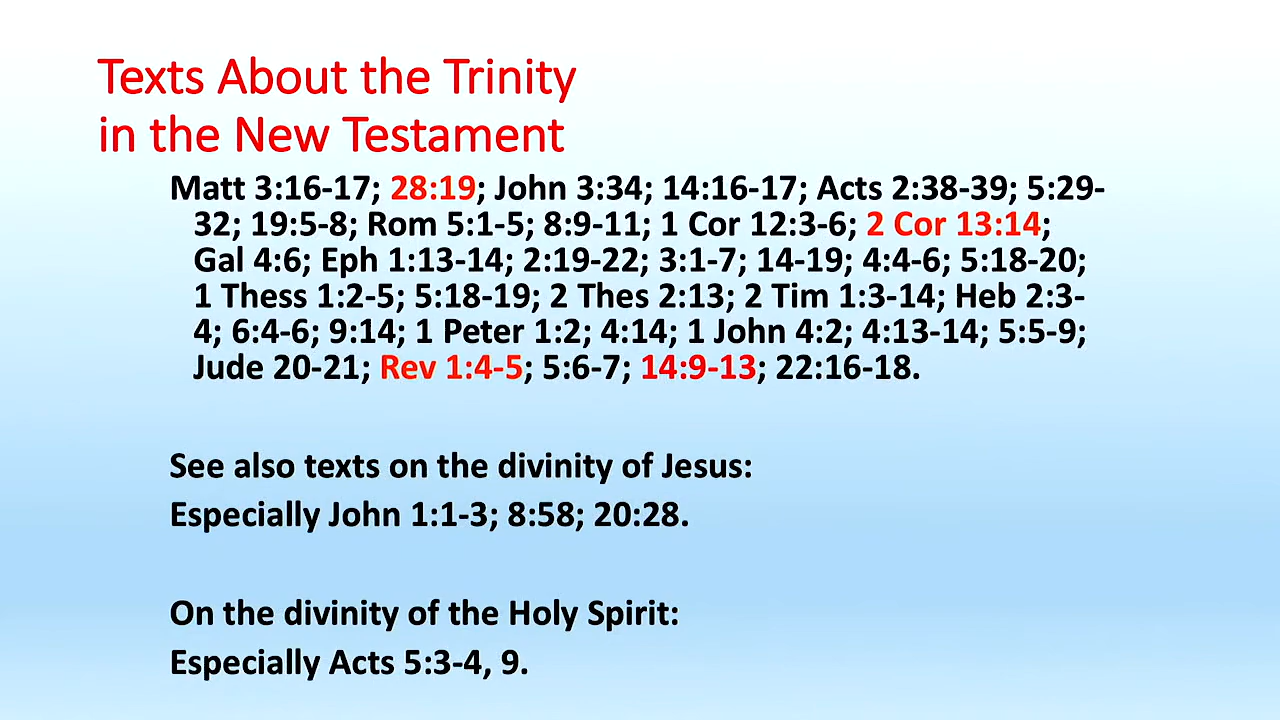 Texts About the Trinity
in the New Testament
Matt 3:16-17; 28:19; John 3:34; 14:16-17; Acts 2:38-39; 5:29-
32; 19:5-8; Rom 5:1-5; 8:9-11; 1 Cor 12:3-6; 2 Cor 13:14;
Gal 4:6; Eph 1:13-14; 2:19-22; 3:1-7; 14-19; 4:4-6; 5:18-20;
1 Thess 1:2-5; 5:18-19; 2 Thes 2:13; 2 Tim 1:3-14; Heb 2:3-
4; 6:4-6; 9:14; 1 Peter 1:2; 4:14; 1 John 4:2; 4:13-14; 5:5-9;
Jude 20-21; Rev 1:4-5; 5:6-7; 14:9-13; 22:16-18.
See also texts on the divinity of Jesus:
Especially John 1:1-3; 8:58; 20:28.
On the divinity of the Holy Spirit:
Especially Acts 5:3-4, 9.